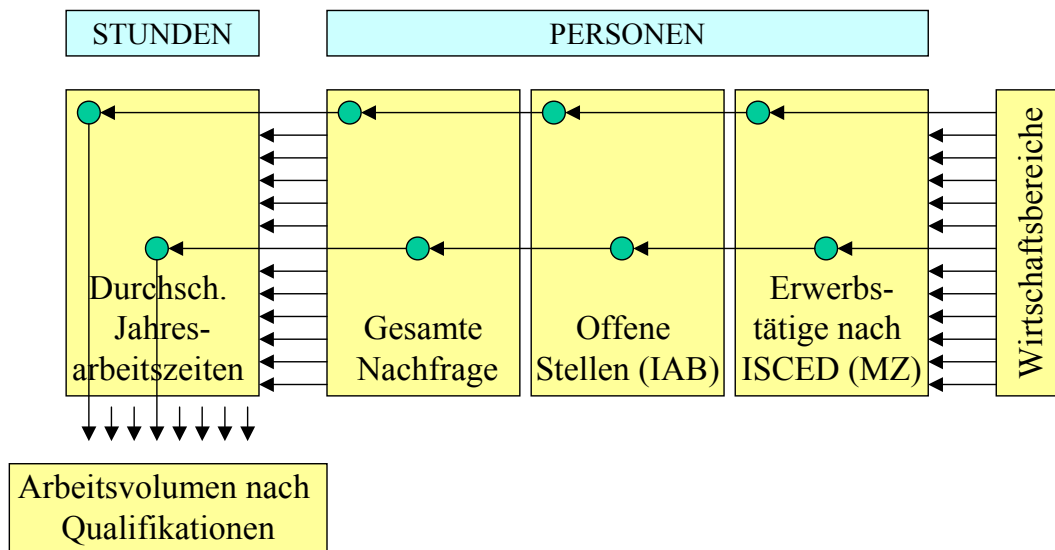 STUNDEN
PERSONEN
Durchsch.
Jahres-
arbeitszeiten
Gesamte
Nachfrage
Offene
Stellen (IAB)
Erwerbs-
tätige nach
ISCED (MZ)
Wirtschaftsbereiche
Arbeitsvolumen nach
Qualifikationen